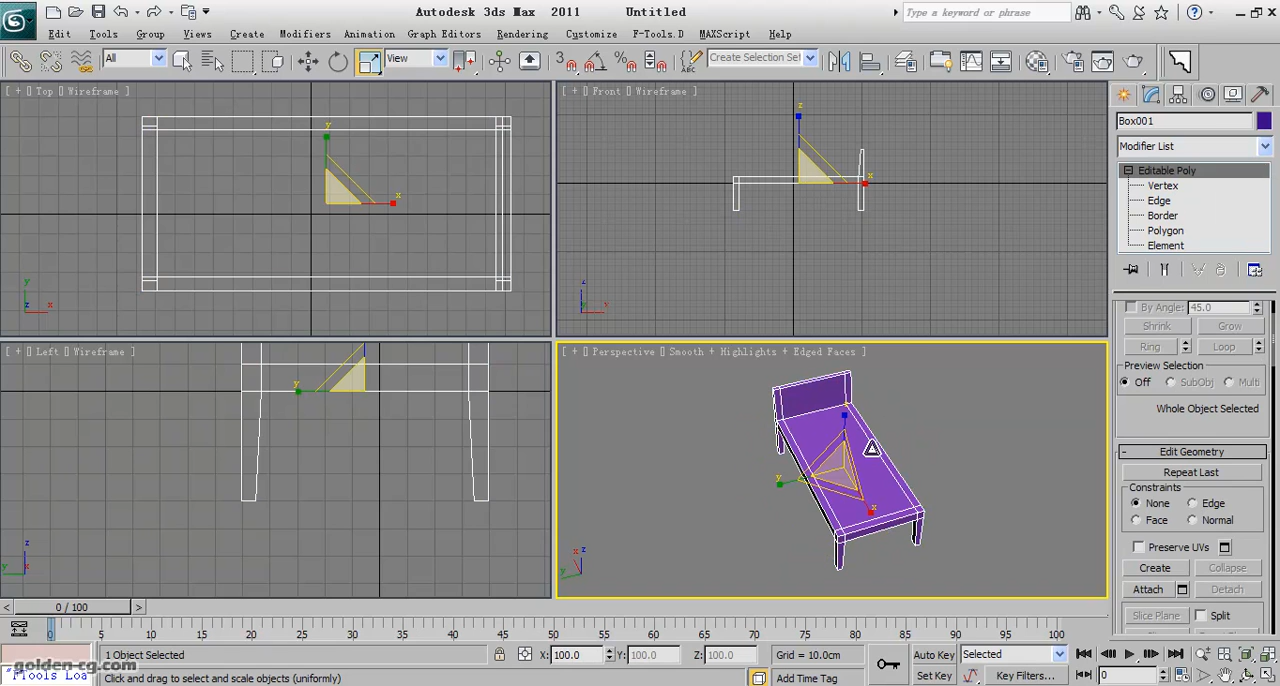 Autodesk 3ds Max 2011 Untitled
Type a keyword or phrase
Edit Tools Group Views Create Modifiers Animation Graph Editors Rendering Customize F-Tools.D MAXScript Help
All View 3 Create Selection Set
[ + [] Top [] Wireframe ]
[ + [] Front [] Wireframe ]
Box001
Modifier List
Editable Poly
Vertex
Edge
Border
Polygon
Element
By Angle: 45.0
Shrink Grow
Ring Loop
Preview Selection
Off SubObj Multi
Whole Object Selected
Edit Geometry
Repeat Last
Constraints
None Edge
Face Normal
Preserve UVs
Create Collapse
Attach Detach
Slice Plane Split
y
x
y
x
z
x
z
[ + [] Left [] Wireframe ]
[ + [] Perspective [] Smooth + Highlights + Edged Faces ]
y
z
y
y
x
x z
y
< 0 / 100 >
0 5 10 15 20 25 30 35 40 45 50 55 60 65 70 75 80 85 90 95 100
1 Object Selected X: 100.0 Y: 100.0 Z: 100.0 Grid = 10.0cm Auto Key Selected
golden-cg.com
"FTools Loa Click and drag to select and scale objects (uniformly) Add Time Tag Set Key Key Filters... 0